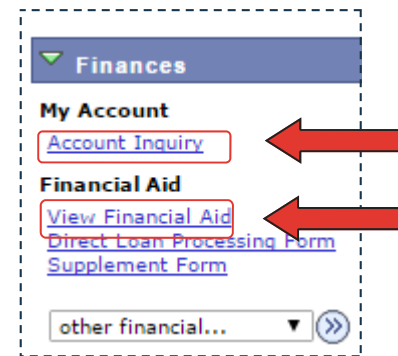 Finances
My Account
Account Inquiry
Financial Aid
View Financial Aid
Direct Loan Processing Form
Supplement Form
other financial...